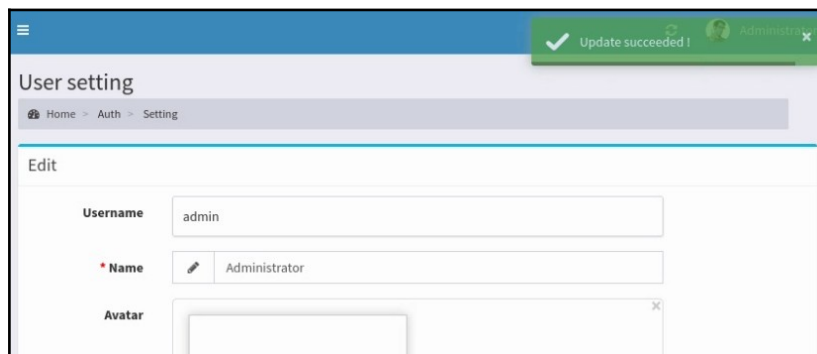 Update succeeded !
Administrator
×
User setting
Home > Auth > Setting
Edit
Username
admin
* Name
Administrator
Avatar
×